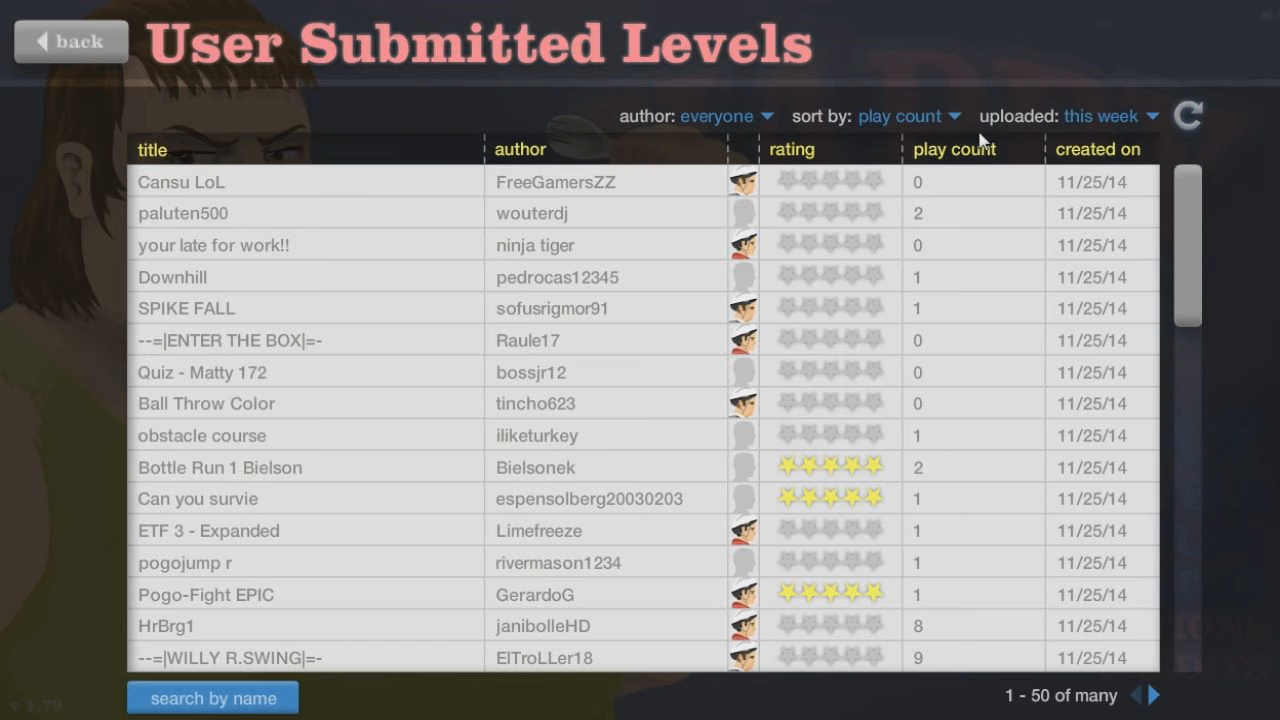 back
User Submitted Levels
author: everyone sort by: play count uploaded: this week
title author rating play count created on
Cansu LoL FreeGamersZZ 0 11/25/14
paluten500 wouterdj 2 11/25/14
your late for work!! ninja tiger 0 11/25/14
Downhill pedrocas12345 1 11/25/14
SPIKE FALL sofusrigmor91 1 11/25/14
--=|ENTER THE BOX|=- Raule17 0 11/25/14
Quiz - Matty 172 bossjr12 0 11/25/14
Ball Throw Color tincho623 0 11/25/14
obstacle course iliketurkey 1 11/25/14
Bottle Run 1 Bielson Bielsonek 2 11/25/14
Can you survie espensolberg20030203 1 11/25/14
ETF 3 - Expanded Limefreeze 1 11/25/14
pogojump r rivermason1234 1 11/25/14
Pogo-Fight EPIC GerardoG 1 11/25/14
HrBrg1 janibolleHD 8 11/25/14
--=|WILLY R.SWING|=- ElTroLLer18 9 11/25/14
search by name 1 - 50 of many
v 1.79